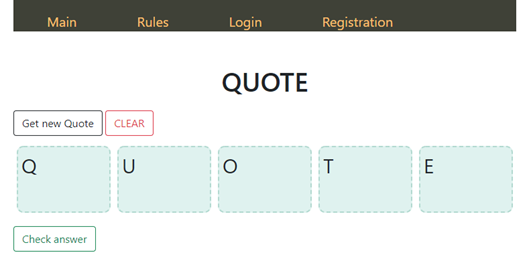 Main Rules Login Registration
QUOTE
Get new Quote CLEAR
Q U O T E
Check answer